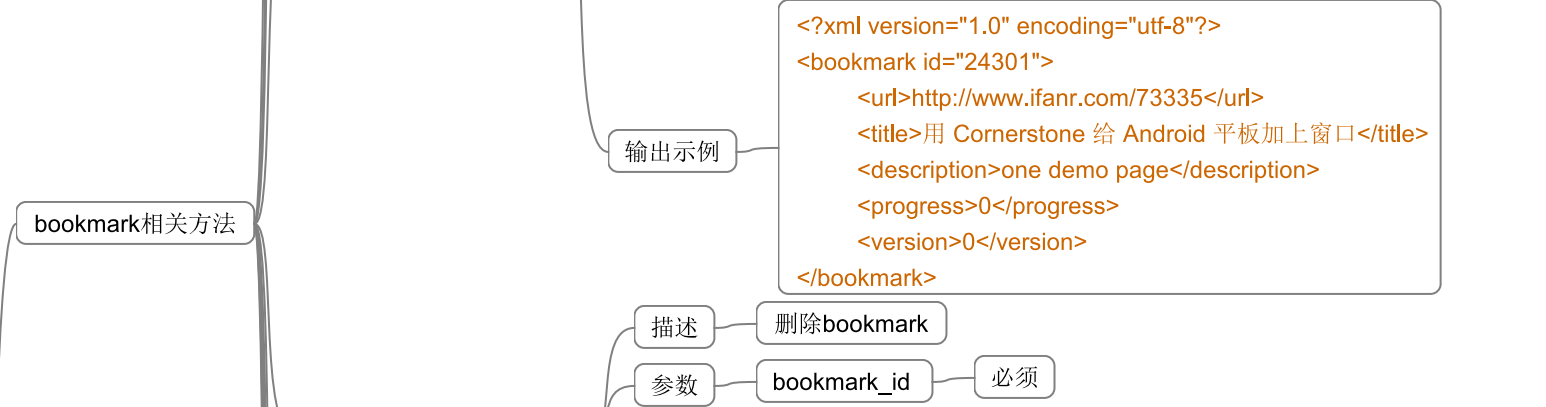 bookmark相关方法
输出示例
<?xml version="1.0" encoding="utf-8"?>
<bookmark id="24301">
<url>http://www.ifanr.com/73335</url>
<title>用 Cornerstone 给 Android 平板加上窗口</title>
<description>one demo page</description>
<progress>0</progress>
<version>0</version>
</bookmark>
描述
删除bookmark
参数
bookmark_id
必须